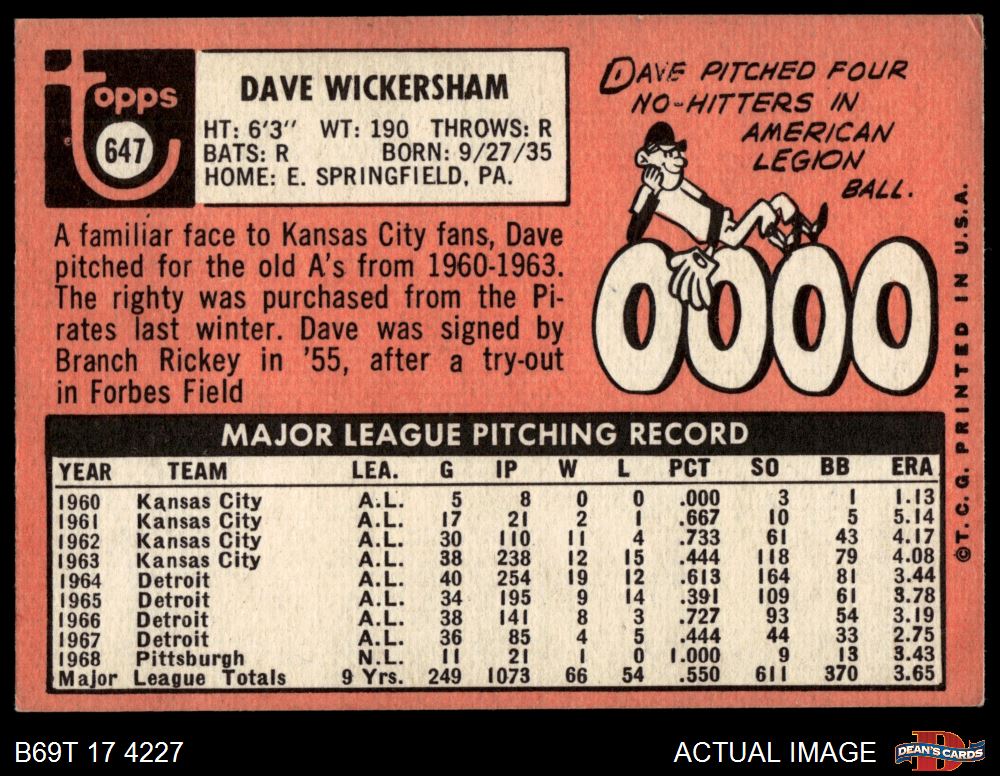 Topps
647
DAVE WICKERSHAM
HT: 6'3'' WT: 190 THROWS: R
BATS: R BORN: 9/27/35
HOME: E. SPRINGFIELD, PA.
DAVE PITCHED FOUR
NO-HITTERS IN
AMERICAN
LEGION
BALL.
0000
A familiar face to Kansas City fans, Dave
pitched for the old A's from 1960-1963.
The righty was purchased from the Pi-
rates last winter. Dave was signed by
Branch Rickey in '55, after a try-out
in Forbes Field
©T.C.G. PRINTED IN U.S.A.
MAJOR LEAGUE PITCHING RECORD
YEAR TEAM LEA. G IP W L PCT SO BB ERA
1960 Kansas City A.L. 5 8 0 0 .000 3 1 1.13
1961 Kansas City A.L. 17 21 2 1 .667 10 5 5.14
1962 Kansas City A.L. 30 110 11 4 .733 61 43 4.17
1963 Kansas City A.L. 38 238 12 15 .444 118 79 4.08
1964 Detroit A.L. 40 254 19 12 .613 164 81 3.44
1965 Detroit A.L. 34 195 9 14 .391 109 61 3.78
1966 Detroit A.L. 38 141 8 3 .727 93 54 3.19
1967 Detroit A.L. 36 85 4 5 .444 44 33 2.75
1968 Pittsburgh N.L. 11 21 1 0 1.000 9 13 3.43
Major League Totals 9 Yrs. 249 1073 66 54 .550 611 370 3.65
B69T 17 4227
ACTUAL IMAGE
D
DEAN'S CARDS